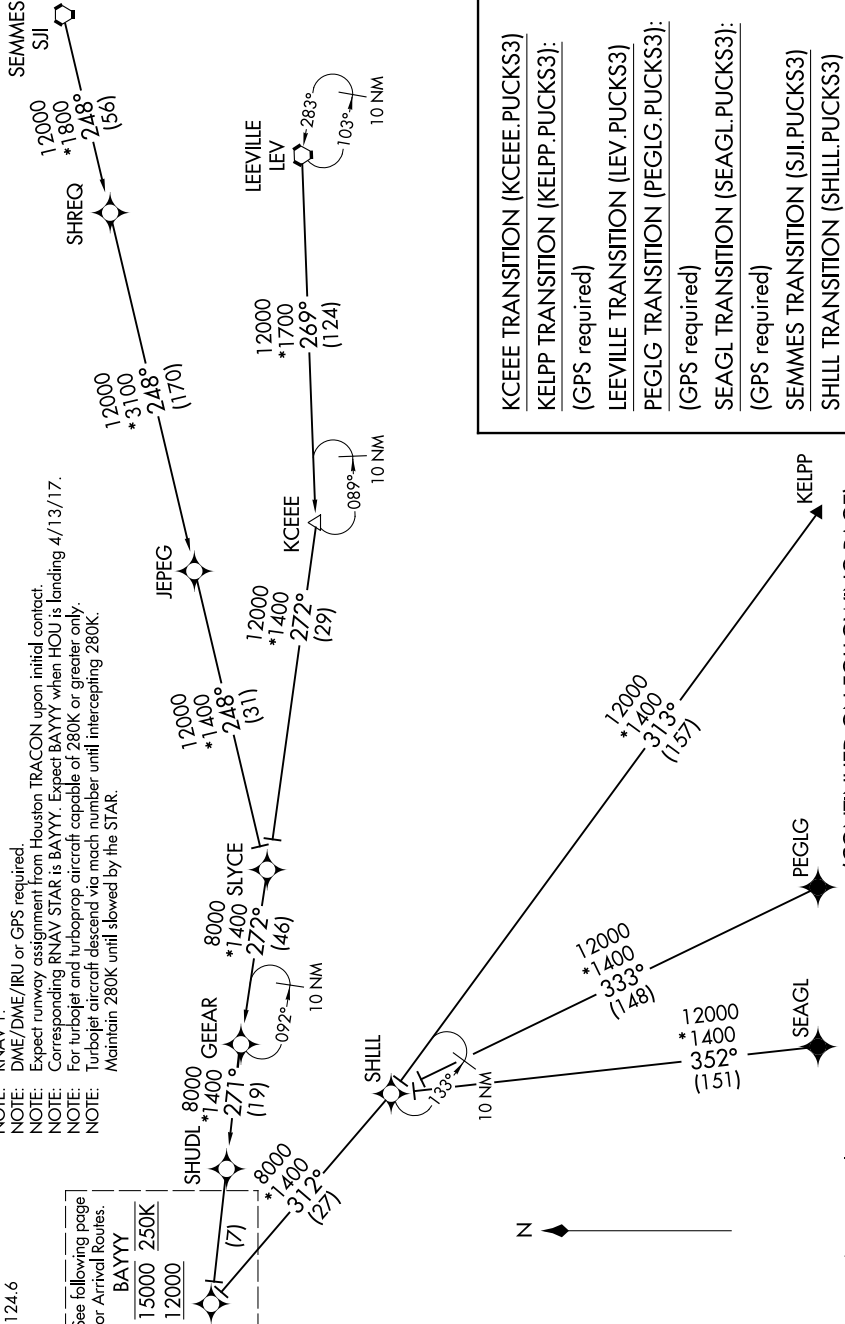 124.6
NOTE: RNAV 1.
NOTE: DME/DME/IRU or GPS required.
NOTE: Expect runway assignment from Houston TRACON upon initial contact.
NOTE: Corresponding RNAV STAR is BAYYY. Expect BAYYY when HOU is landing 4/13/17.
NOTE: For turbojet and turboprop aircraft capable of 280K or greater only.
NOTE: Turbojet aircraft descend via mach number until intercepting 280K.
Maintain 280K until slowed by the STAR.
See following page
for Arrival Routes.
BAYYY
15000 250K
12000
(7)
SHUDL
8000
*1400
271°
(19)
GEEAR
092°
10 NM
8000
*1400
272°
(46)
SLYCE
12000
*1400
248°
(31)
JEPEG
12000
*3100
248°
(170)
SHREQ
12000
*1800
248°
(56)
SEMMES
SJI
12000
*1400
272°
(29)
KCEEE
089°
10 NM
12000
*1700
269°
(124)
LEEVILLE
LEV
283°
103°
10 NM
8000
*1400
312°
(27)
SHLLL
133°
10 NM
12000
*1400
313°
(157)
KELPP
12000
*1400
333°
(148)
PEGLG
12000
*1400
352°
(151)
SEAGL
N
KCEEE TRANSITION (KCEEE.PUCKS3)
KELPP TRANSITION (KELPP.PUCKS3):
(GPS required)
LEEVILLE TRANSITION (LEV.PUCKS3)
PEGLG TRANSITION (PEGLG.PUCKS3):
(GPS required)
SEAGL TRANSITION (SEAGL.PUCKS3):
(GPS required)
SEMMES TRANSITION (SJI.PUCKS3)
SHLLL TRANSITION (SHLLL.PUCKS3)